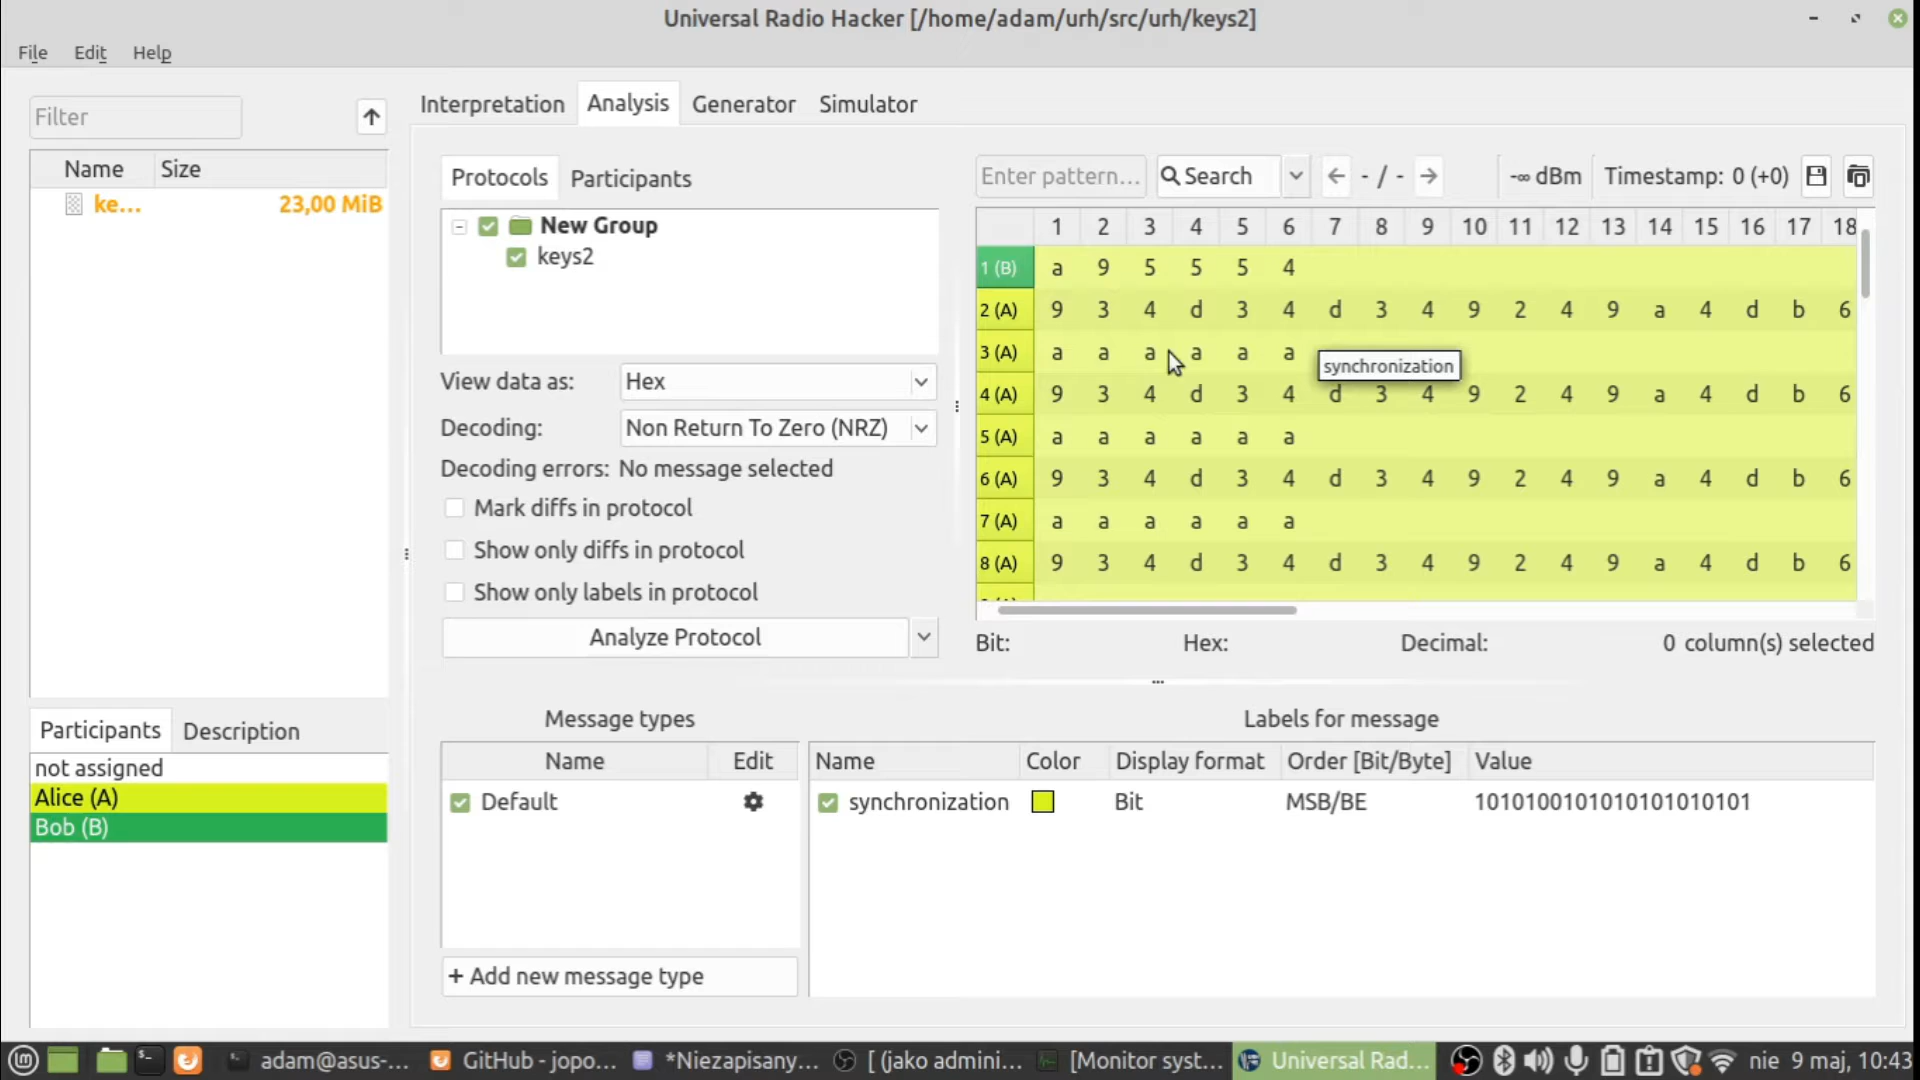 Universal Radio Hacker [/home/adam/urh/src/urh/keys2]
File Edit Help
Filter
Name Size
ke... 23,00 MiB
Interpretation Analysis Generator Simulator
Protocols Participants
New Group
keys2
View data as: Hex
Decoding: Non Return To Zero (NRZ)
Decoding errors: No message selected
Mark diffs in protocol
Show only diffs in protocol
Show only labels in protocol
Analyze Protocol
Enter pattern... Search - / - -∞ dBm Timestamp: 0 (+0)
1 2 3 4 5 6 7 8 9 10 11 12 13 14 15 16 17 18
1 (B) a 9 5 5 5 4
2 (A) 9 3 4 d 3 4 d 3 4 9 2 4 9 a 4 d b 6
3 (A) a a a a a a
synchronization
4 (A) 9 3 4 d 3 4 d 3 4 9 2 4 9 a 4 d b 6
5 (A) a a a a a a
6 (A) 9 3 4 d 3 4 d 3 4 9 2 4 9 a 4 d b 6
7 (A) a a a a a a
8 (A) 9 3 4 d 3 4 d 3 4 9 2 4 9 a 4 d b 6
Bit: Hex: Decimal: 0 column(s) selected
Participants Description
not assigned
Alice (A)
Bob (B)
Message types
Name Edit
Default
+ Add new message type
Labels for message
Name Color Display format Order [Bit/Byte] Value
synchronization Bit MSB/BE 1010100101010101010101
adam@asus-... GitHub - jopo... *Niezapisany... [ (jako admini... [Monitor syst... Universal Rad... nie 9 maj, 10:43